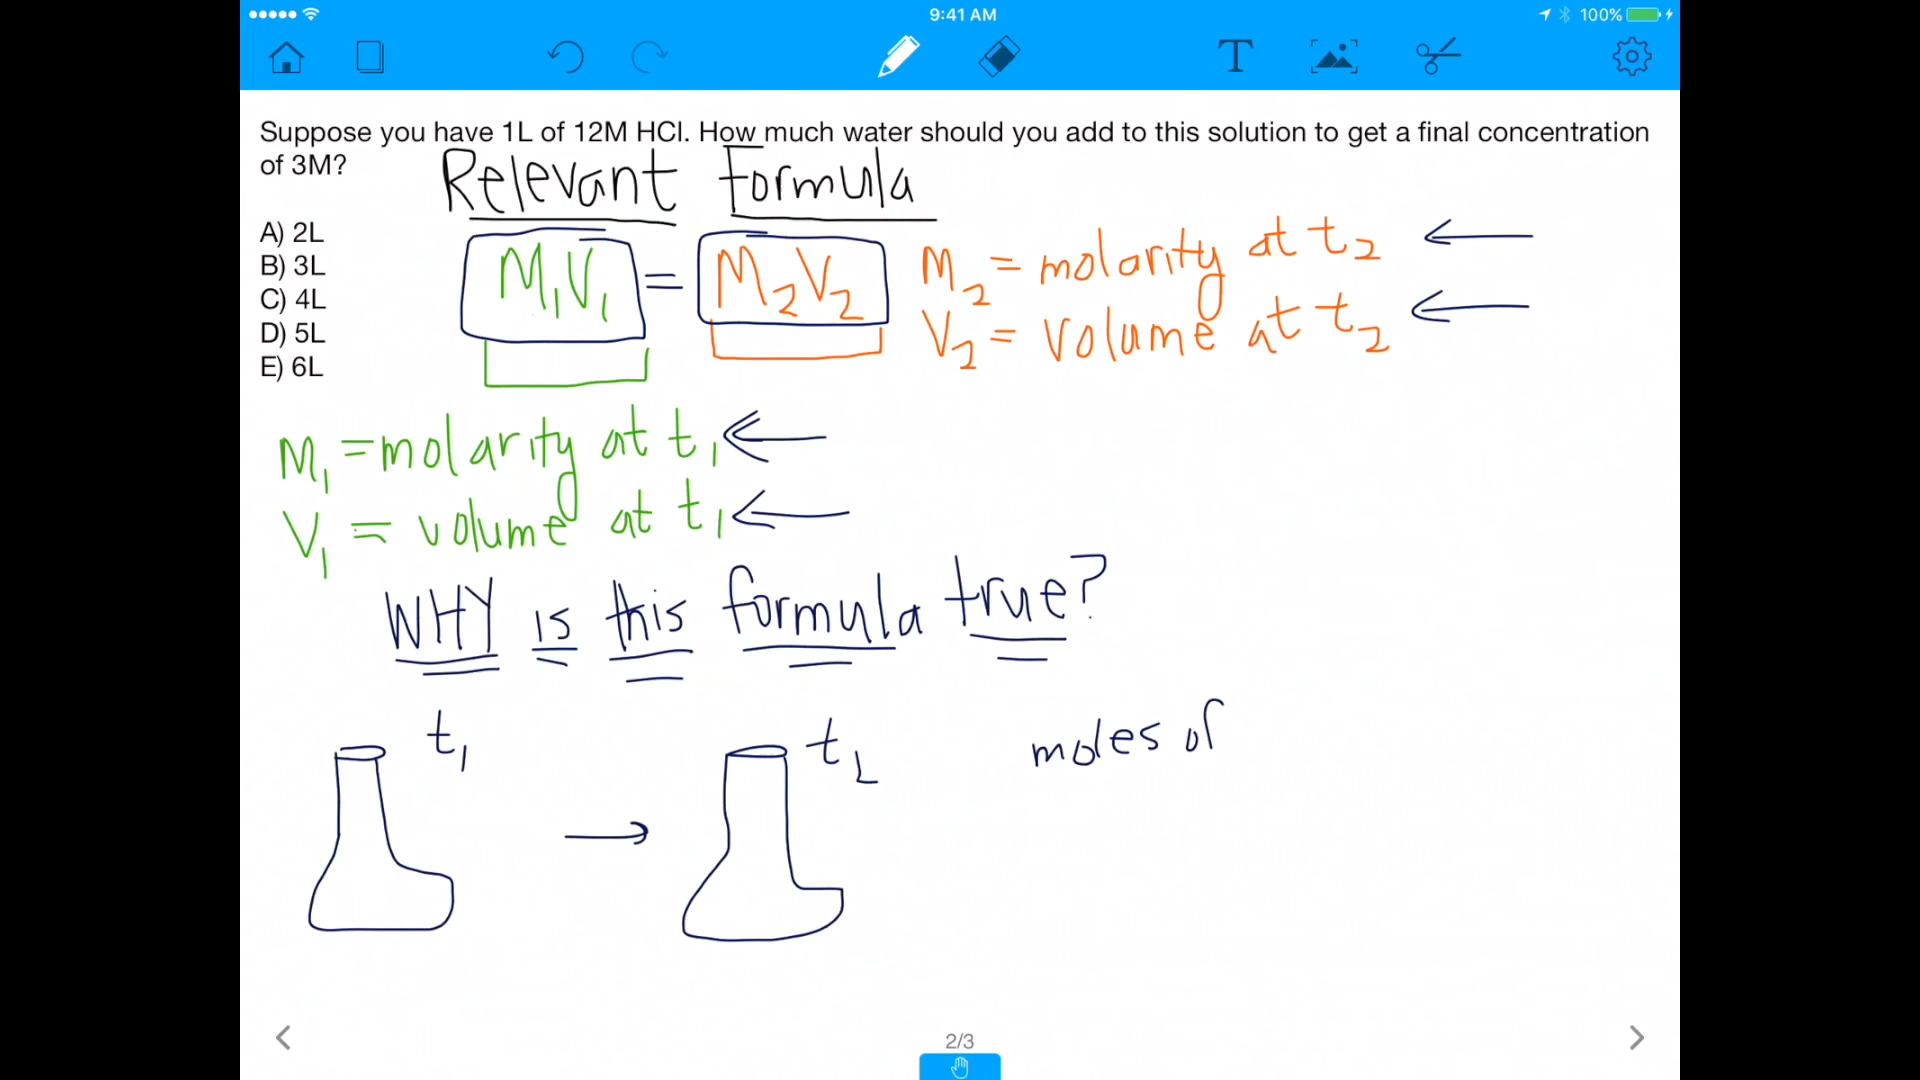 9:41 AM
100%
T
Suppose you have 1L of 12M HCl. How much water should you add to this solution to get a final concentration
of 3M?
Relevant Formula
A) 2L
B) 3L
C) 4L
D) 5L
E) 6L
M₁V₁ = M₂V₂
M₂ = molarity at t₂
V₂ = volume at t₂
M₁ = molarity at t₁
V₁ = volume at t₁
WHY is this formula true?
t₁
t₂
moles of
2/3